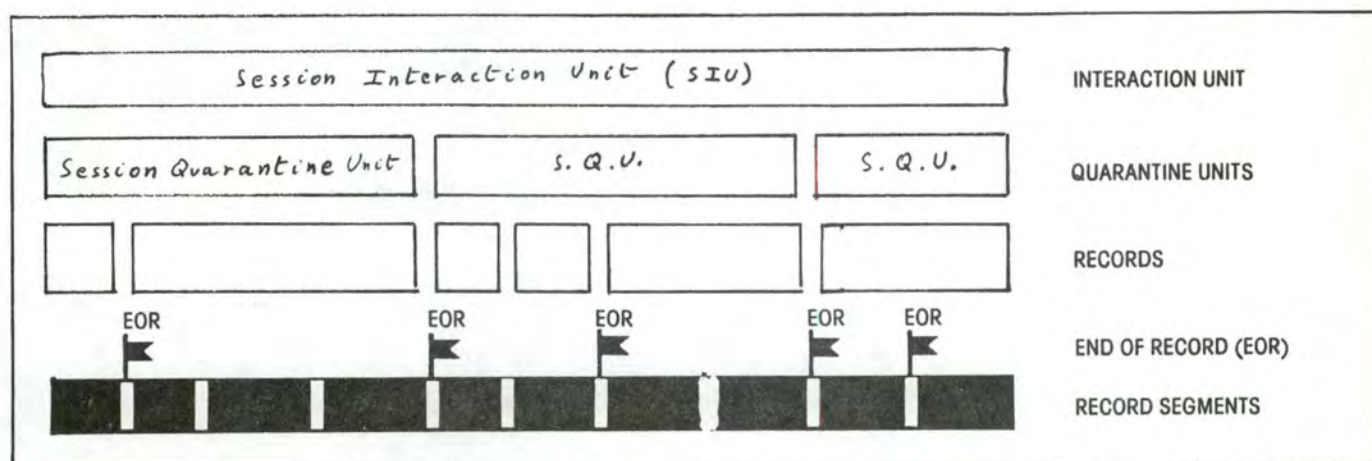 Session Interaction Unit (SIU)
INTERACTION UNIT
Session Quarantine Unit
S. Q. U.
S. Q. U.
QUARANTINE UNITS
RECORDS
EOR
EOR
EOR
EOR
EOR
END OF RECORD (EOR)
RECORD SEGMENTS